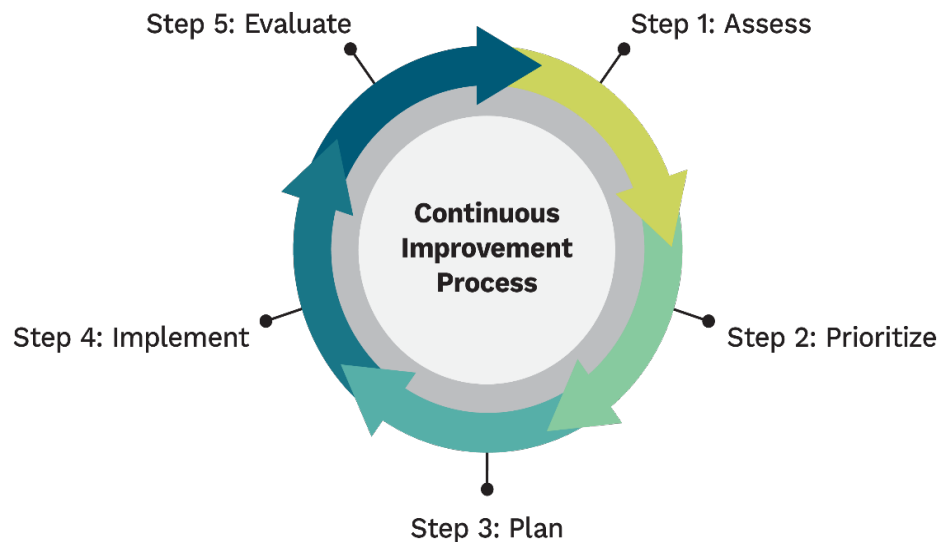 Step 5: Evaluate
Step 1: Assess
Continuous
Improvement
Process
Step 4: Implement
Step 2: Prioritize
Step 3: Plan